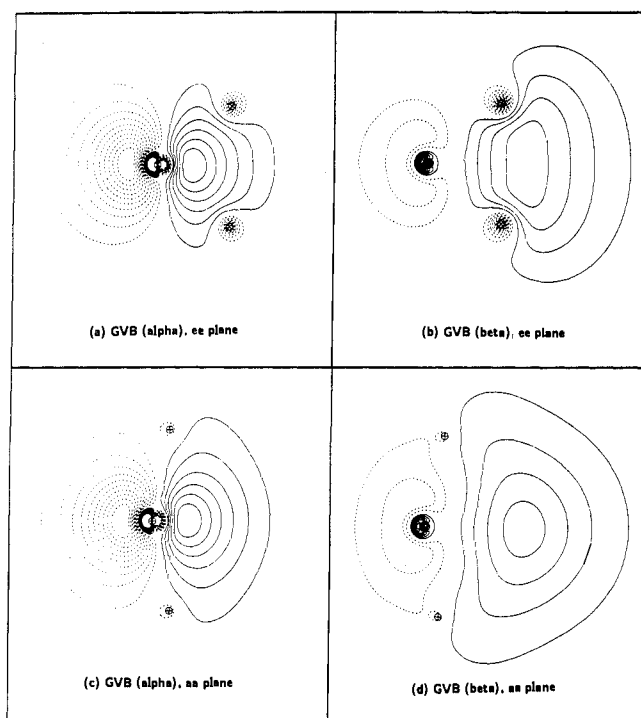 (a) GVB (alpha), ee plane
(b) GVB (beta), ee plane
(c) GVB (alpha), aa plane
(d) GVB (beta), aa plane